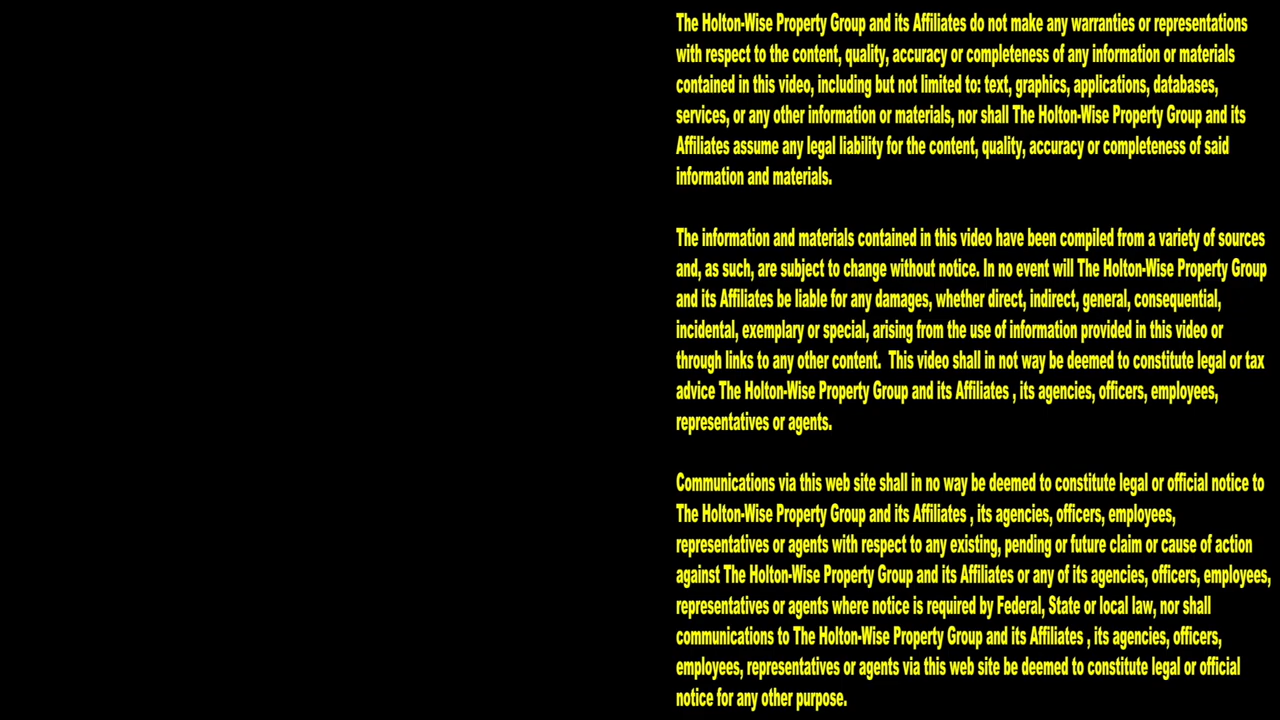 The Holton-Wise Property Group and its Affiliates do not make any warranties or representations
with respect to the content, quality, accuracy or completeness of any information or materials
contained in this video, including but not limited to: text, graphics, applications, databases,
services, or any other information or materials, nor shall The Holton-Wise Property Group and its
Affiliates assume any legal liability for the content, quality, accuracy or completeness of said
information and materials.
The information and materials contained in this video have been compiled from a variety of sources
and, as such, are subject to change without notice. In no event will The Holton-Wise Property Group
and its Affiliates be liable for any damages, whether direct, indirect, general, consequential,
incidental, exemplary or special, arising from the use of information provided in this video or
through links to any other content.  This video shall in not way be deemed to constitute legal or tax
advice The Holton-Wise Property Group and its Affiliates , its agencies, officers, employees,
representatives or agents.
Communications via this web site shall in no way be deemed to constitute legal or official notice to
The Holton-Wise Property Group and its Affiliates , its agencies, officers, employees,
representatives or agents with respect to any existing, pending or future claim or cause of action
against The Holton-Wise Property Group and its Affiliates or any of its agencies, officers, employees,
representatives or agents where notice is required by Federal, State or local law, nor shall
communications to The Holton-Wise Property Group and its Affiliates , its agencies, officers,
employees, representatives or agents via this web site be deemed to constitute legal or official
notice for any other purpose.